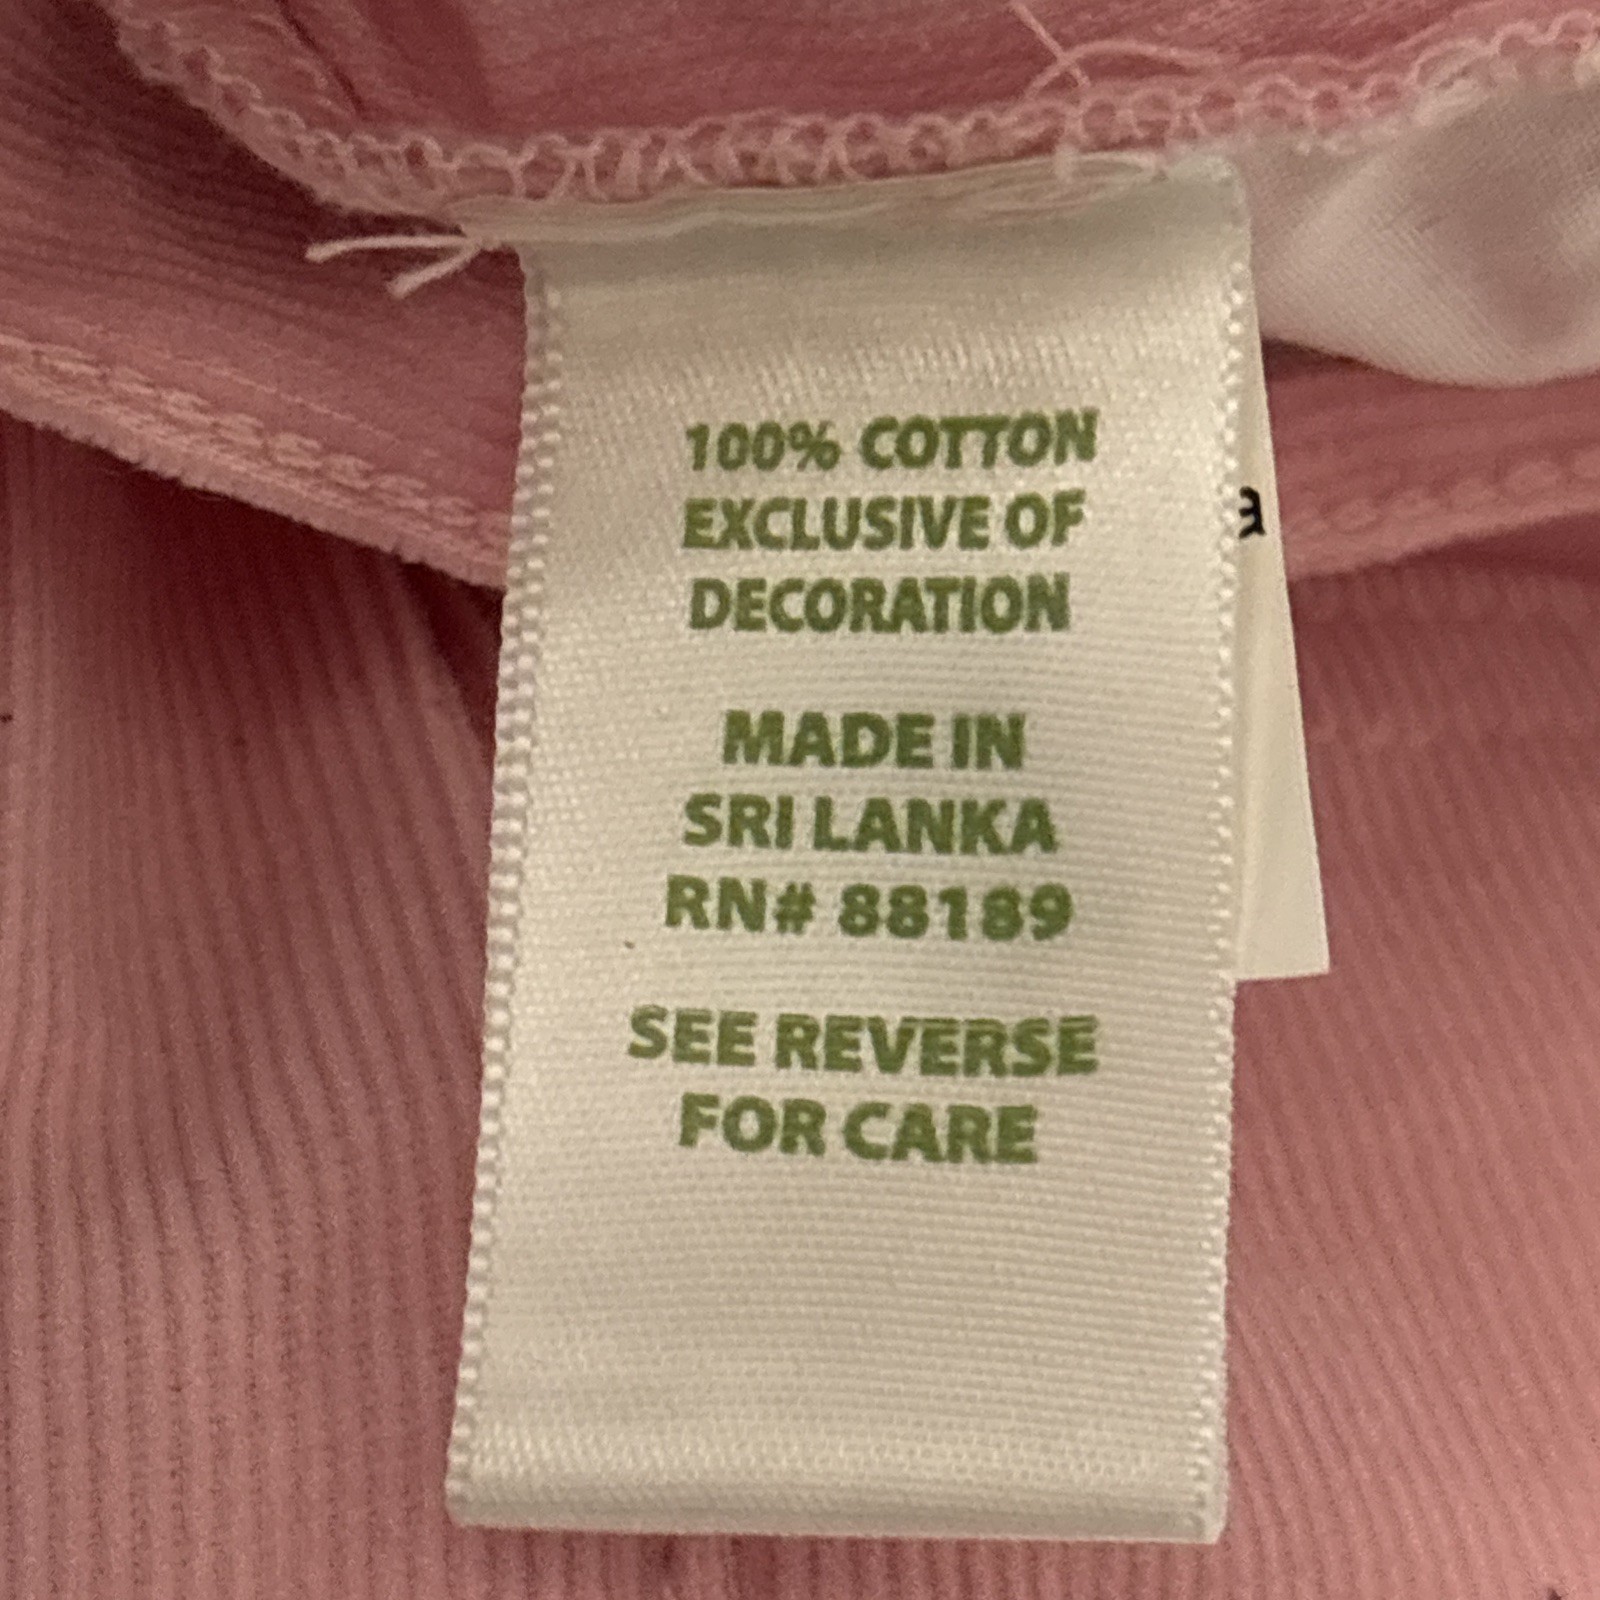 100% COTTON
EXCLUSIVE OF
DECORATION
MADE IN
SRI LANKA
RN# 88189
SEE REVERSE
FOR CARE